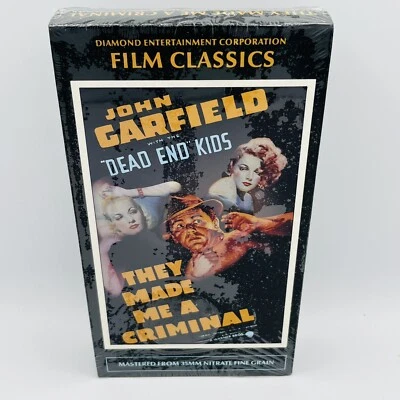 DIAMOND ENTERTAINMENT CORPORATION
FILM CLASSICS
JOHN
GARFIELD
WITH THE
"DEAD END" KIDS
THEY
MADE
ME A
CRIMINAL
MASTERED FROM 35MM NITRATE FINE GRAIN